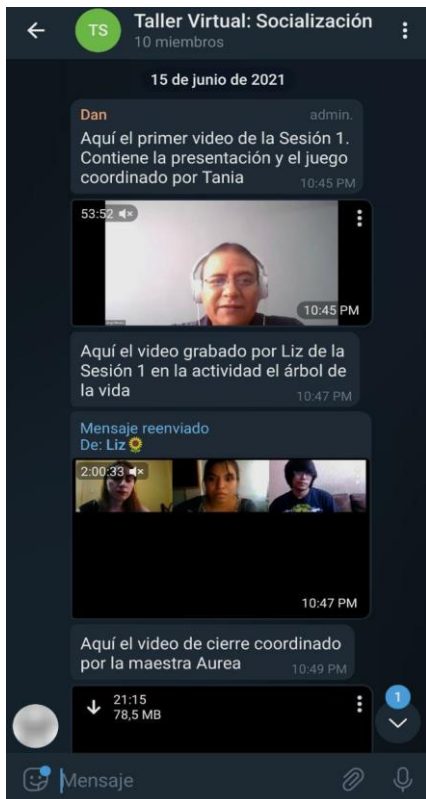 TS
Taller Virtual: Socialización
10 miembros
15 de junio de 2021
Dan admin.
Aquí el primer video de la Sesión 1.
Contiene la presentación y el juego
coordinado por Tania 10:45 PM
53:52
10:45 PM
Aquí el video grabado por Liz de la
Sesión 1 en la actividad el árbol de
la vida 10:47 PM
Mensaje reenviado
De: Liz🌻
2:00:33
10:47 PM
Aquí el video de cierre coordinado
por la maestra Aurea 10:49 PM
21:15
78,5 MB
1
Mensaje